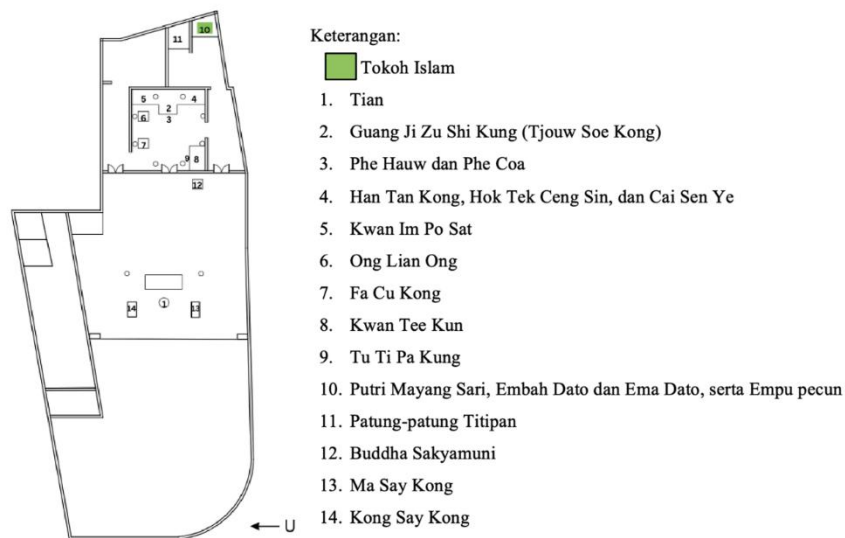 10
11
5
4
2
6
3
7
9
8
12
14
1
13
U
Keterangan:
Tokoh Islam
1. Tian
2. Guang Ji Zu Shi Kung (Tjouw Soe Kong)
3. Phe Hauw dan Phe Coa
4. Han Tan Kong, Hok Tek Ceng Sin, dan Cai Sen Ye
5. Kwan Im Po Sat
6. Ong Lian Ong
7. Fa Cu Kong
8. Kwan Tee Kun
9. Tu Ti Pa Kung
10. Putri Mayang Sari, Embah Dato dan Ema Dato, serta Empu pecun
11. Patung-patung Titipan
12. Buddha Sakyamuni
13. Ma Say Kong
14. Kong Say Kong